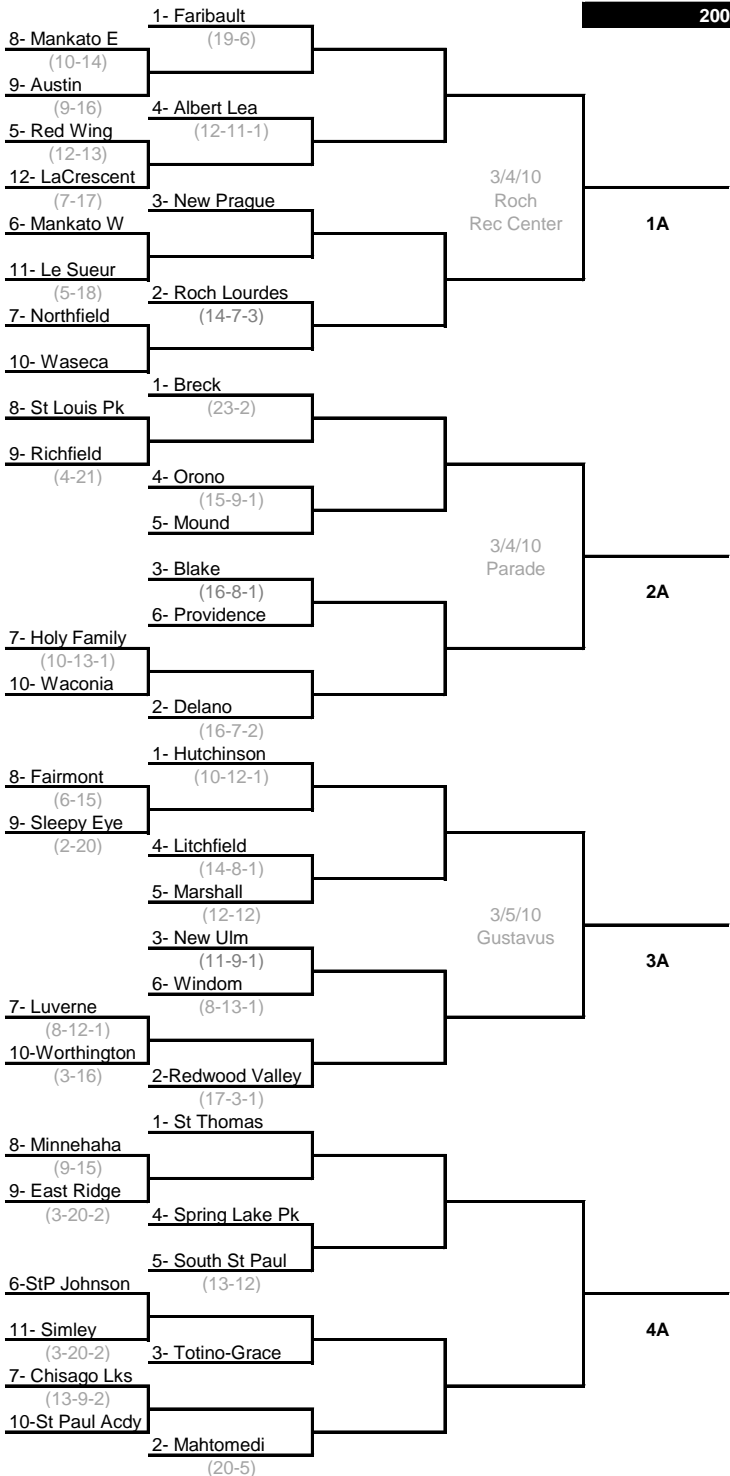 200
1- Faribault
8- Mankato E
(19-6)
(10-14)
9- Austin
(9-16)
4- Albert Lea
5- Red Wing
(12-11-1)
(12-13)
12- LaCrescent
(7-17)
3- New Prague
6- Mankato W
11- Le Sueur
(5-18)
2- Roch Lourdes
7- Northfield
(14-7-3)
10- Waseca
3/4/10
Roch
Rec Center
1A
1- Breck
8- St Louis Pk
(23-2)
9- Richfield
(4-21)
4- Orono
(15-9-1)
5- Mound
3/4/10
Parade
2A
3- Blake
(16-8-1)
6- Providence
7- Holy Family
(10-13-1)
10- Waconia
2- Delano
(16-7-2)
1- Hutchinson
8- Fairmont
(10-12-1)
(6-15)
9- Sleepy Eye
(2-20)
4- Litchfield
(14-8-1)
5- Marshall
(12-12)
3/5/10
Gustavus
3A
3- New Ulm
(11-9-1)
6- Windom
(8-13-1)
7- Luverne
(8-12-1)
10-Worthington
(3-16)
2-Redwood Valley
(17-3-1)
1- St Thomas
8- Minnehaha
(9-15)
9- East Ridge
(3-20-2)
4- Spring Lake Pk
5- South St Paul
(13-12)
6-StP Johnson
11- Simley
(3-20-2)
3- Totino-Grace
4A
7- Chisago Lks
(13-9-2)
10-St Paul Acdy
2- Mahtomedi
(20-5)